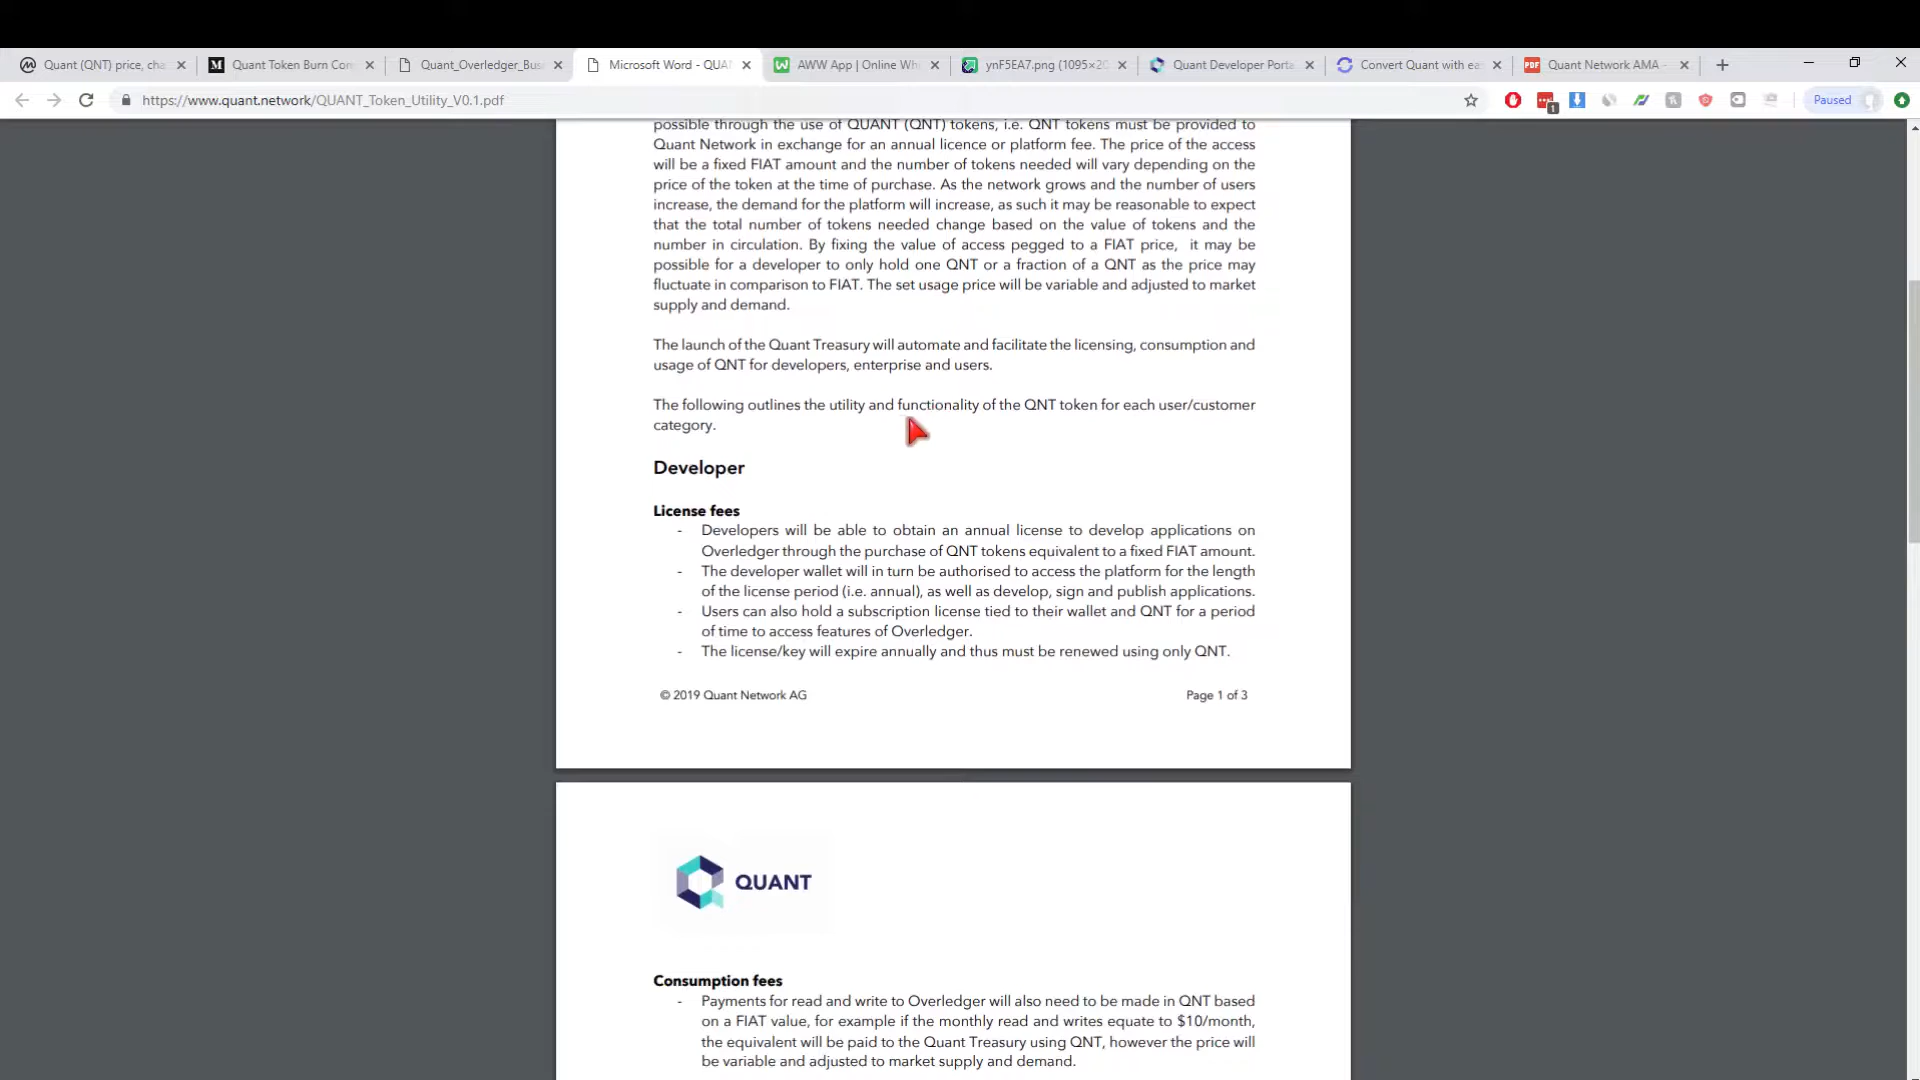 Quant (QNT) price, cha
Quant Token Burn Con
Quant_Overledger_Bus
Microsoft Word - QUA
AWW App | Online Wh
ynF5EA7.png (1095×20
Quant Developer Porta
Convert Quant with eas
Quant Network AMA -
https://www.quant.network/QUANT_Token_Utility_V0.1.pdf
Paused
possible through the use of QUANT (QNT) tokens, i.e. QNT tokens must be provided to
Quant Network in exchange for an annual licence or platform fee. The price of the access
will be a fixed FIAT amount and the number of tokens needed will vary depending on the
price of the token at the time of purchase. As the network grows and the number of users
increase, the demand for the platform will increase, as such it may be reasonable to expect
that the total number of tokens needed change based on the value of tokens and the
number in circulation. By fixing the value of access pegged to a FIAT price, it may be
possible for a developer to only hold one QNT or a fraction of a QNT as the price may
fluctuate in comparison to FIAT. The set usage price will be variable and adjusted to market
supply and demand.
The launch of the Quant Treasury will automate and facilitate the licensing, consumption and
usage of QNT for developers, enterprise and users.
The following outlines the utility and functionality of the QNT token for each user/customer
category.
Developer
License fees
- Developers will be able to obtain an annual license to develop applications on
Overledger through the purchase of QNT tokens equivalent to a fixed FIAT amount.
- The developer wallet will in turn be authorised to access the platform for the length
of the license period (i.e. annual), as well as develop, sign and publish applications.
- Users can also hold a subscription license tied to their wallet and QNT for a period
of time to access features of Overledger.
- The license/key will expire annually and thus must be renewed using only QNT.
© 2019 Quant Network AG
Page 1 of 3
QUANT
Consumption fees
- Payments for read and write to Overledger will also need to be made in QNT based
on a FIAT value, for example if the monthly read and writes equate to $10/month,
the equivalent will be paid to the Quant Treasury using QNT, however the price will
be variable and adjusted to market supply and demand.